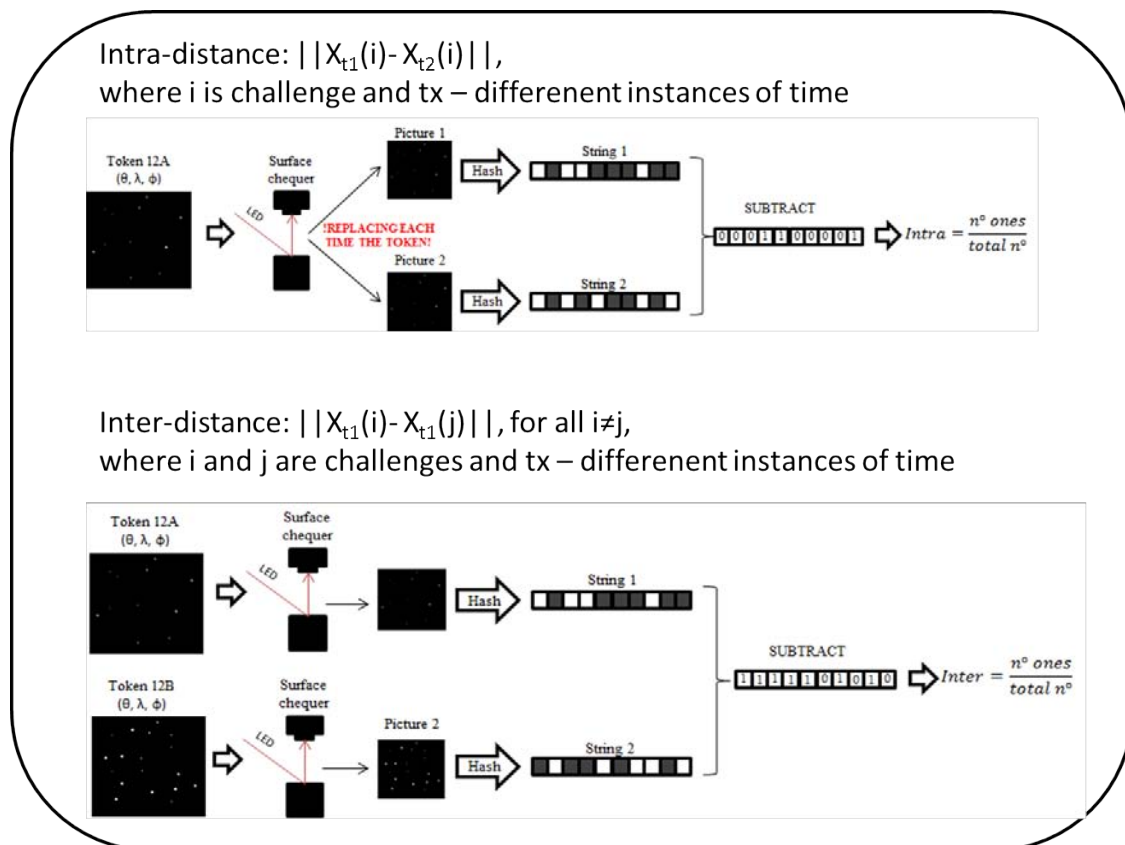 Intra-distance: ||Xt1(i)- Xt2(i)||,
where i is challenge and tx – differenent instances of time
Token 12A
(θ, λ, ϕ)
Surface
chequer
LED
!REPLACING EACH
TIME THE TOKEN!
Picture 1
Hash
String 1
Picture 2
Hash
String 2
SUBTRACT
0 0 0 1 1 0 0 0 0 1
Intra = n° ones / total n°
Inter-distance: ||Xt1(i)- Xt1(j)||, for all i≠j,
where i and j are challenges and tx – differenent instances of time
Token 12A
(θ, λ, ϕ)
Surface
chequer
LED
Hash
String 1
Token 12B
(θ, λ, ϕ)
Surface
chequer
LED
Picture 2
Hash
String 2
SUBTRACT
1 1 1 1 1 0 1 0 1 0
Inter = n° ones / total n°